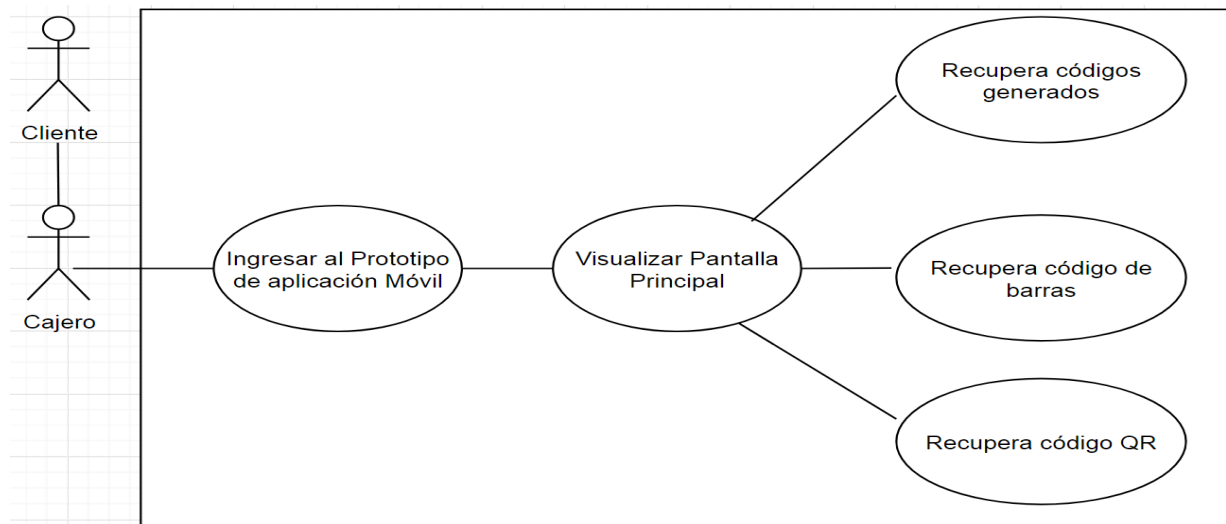 Cliente
Cajero
Ingresar al Prototipo
de aplicación Móvil
Visualizar Pantalla
Principal
Recupera códigos
generados
Recupera código de
barras
Recupera código QR